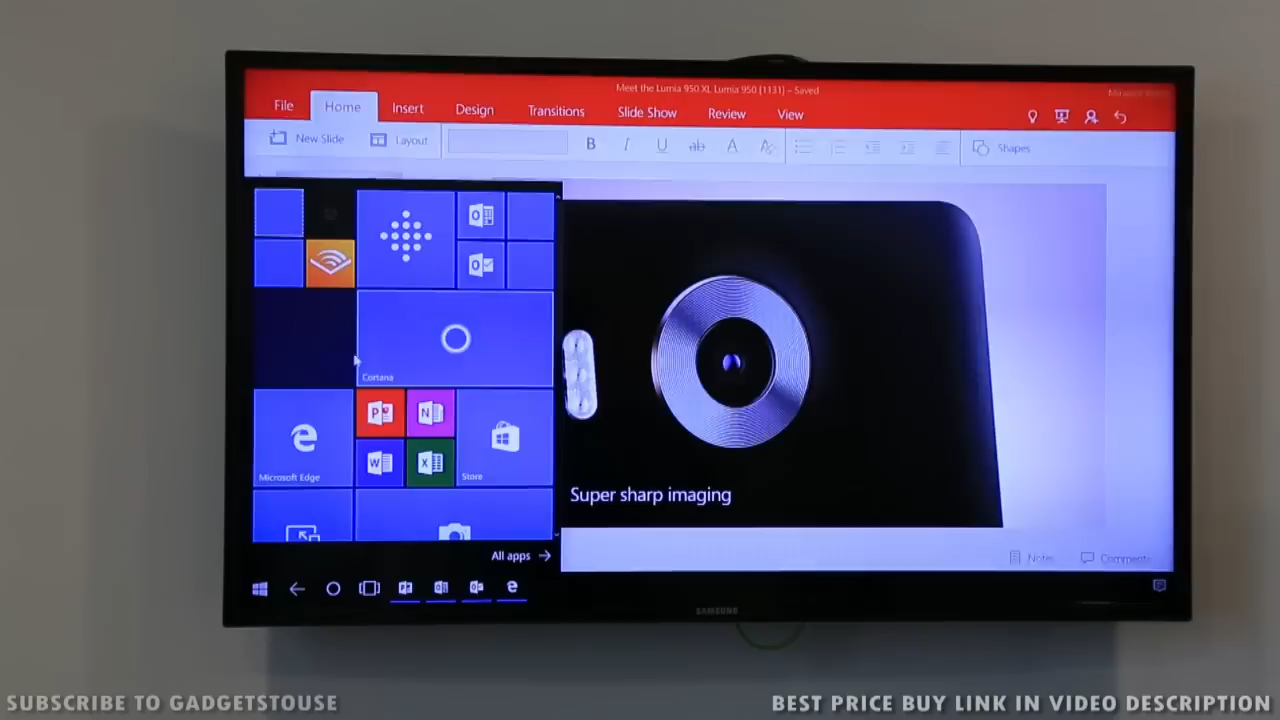 Meet the Lumia 950 XL Lumia 950 [1131] – Saved
File Home Insert Design Transitions Slide Show Review View
New Slide Layout B I U ab A A Shapes
Cortana
P N
W X
Microsoft Edge Store
Super sharp imaging
All apps
Notes Comments
SAMSUNG
SUBSCRIBE TO GADGETSTOUSE
BEST PRICE BUY LINK IN VIDEO DESCRIPTION